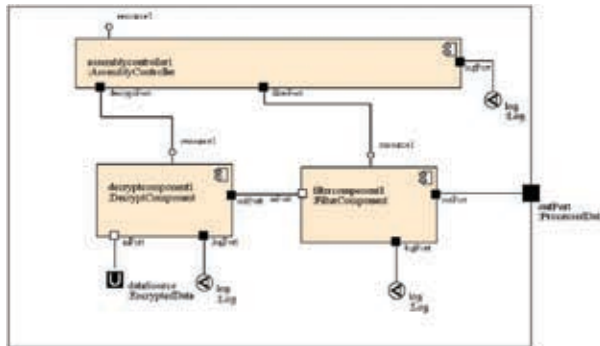 resource1
assemblycontroller1
:AssemblyController
logPort
decryptPort
filterPort
log
:Log
resource1
resource1
decryptcomponent1
:DecryptComponent
outPort
inPort
filtercomponent1
:FilterComponent
outPort
outPort
:ProcessedData
inPort
logPort
logPort
dataSource
:EncryptedData
log
:Log
log
:Log